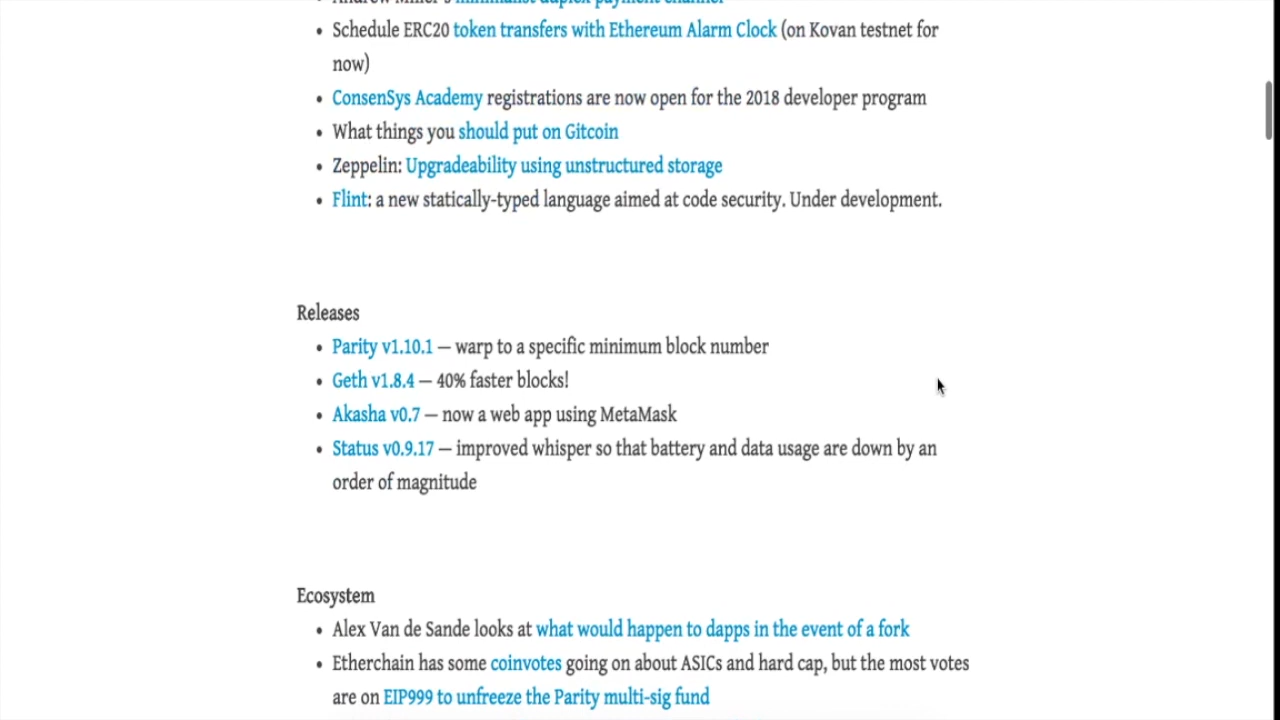 Andrew Miller's minimalist duplex payment channel
• Schedule ERC20 token transfers with Ethereum Alarm Clock (on Kovan testnet for
now)
• ConsenSys Academy registrations are now open for the 2018 developer program
• What things you should put on Gitcoin
• Zeppelin: Upgradeability using unstructured storage
• Flint: a new statically-typed language aimed at code security. Under development.
Releases
• Parity v1.10.1 — warp to a specific minimum block number
• Geth v1.8.4 — 40% faster blocks!
• Akasha v0.7 — now a web app using MetaMask
• Status v0.9.17 — improved whisper so that battery and data usage are down by an
order of magnitude
Ecosystem
• Alex Van de Sande looks at what would happen to dapps in the event of a fork
• Etherchain has some coinvotes going on about ASICs and hard cap, but the most votes
are on EIP999 to unfreeze the Parity multi-sig fund